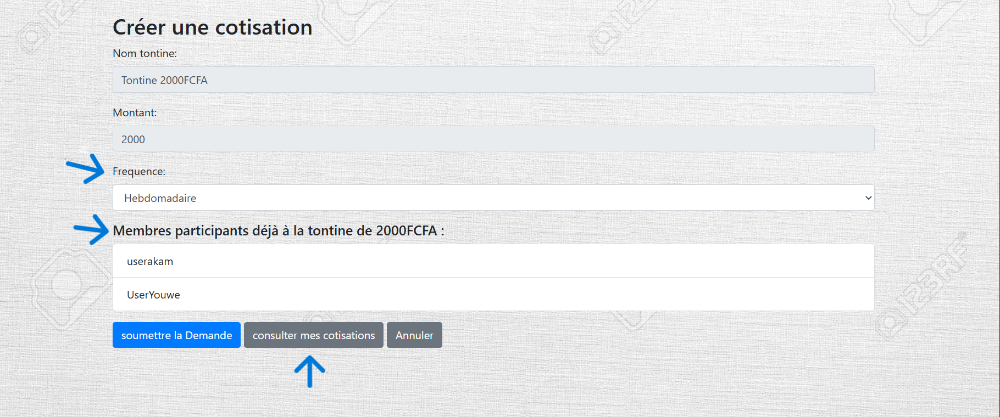 Créer une cotisation
Nom tontine:
Tontine 2000FCFA
Montant:
2000
Frequence:
Hebdomadaire
Membres participants déjà à la tontine de 2000FCFA :
userakam
UserYouwe
soumettre la Demande
consulter mes cotisations
Annuler
123RF